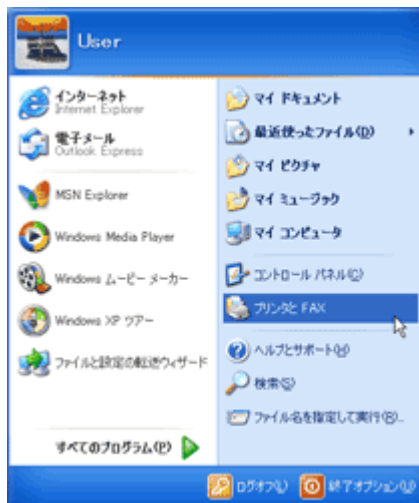 User
インターネット
Internet Explorer
電子メール
Outlook Express
MSN Explorer
Windows Media Player
Windows ムービー メーカー
Windows XP ツアー
ファイルと設定の転送ウィザード
すべてのプログラム(P)
マイ ドキュメント
最近使ったファイル(D)
マイ ピクチャ
マイ ミュージック
マイ コンピュータ
コントロール パネル(C)
プリンタと FAX
ヘルプとサポート(H)
検索(S)
ファイル名を指定して実行(R)...
ログオフ(L)
終了オプション(U)